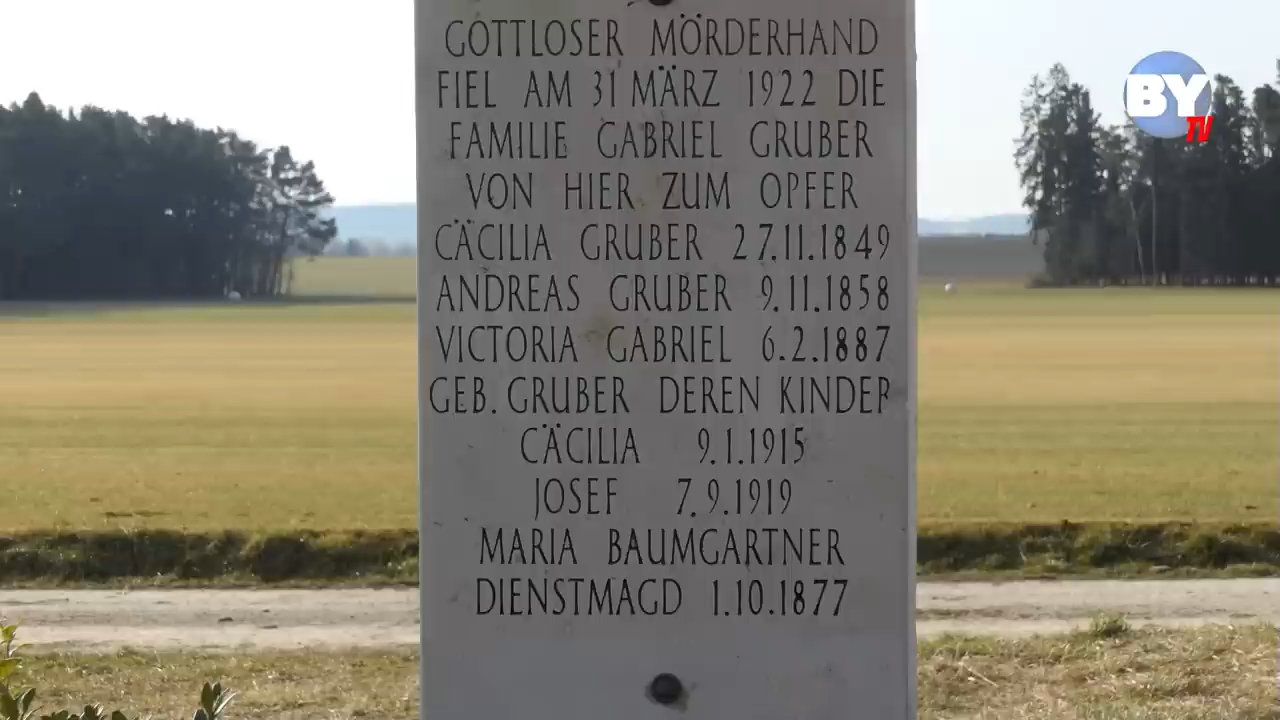 GOTTLOSER MÖRDERHAND
FIEL AM 31 MÄRZ 1922 DIE
FAMILIE GABRIEL GRUBER
VON HIER ZUM OPFER
CÄCILIA GRUBER 27.11.1849
ANDREAS GRUBER 9.11.1858
VICTORIA GABRIEL 6.2.1887
GEB. GRUBER DEREN KINDER
CÄCILIA 9.1.1915
JOSEF 7.9.1919
MARIA BAUMGARTNER
DIENSTMAGD 1.10.1877
BY
TV